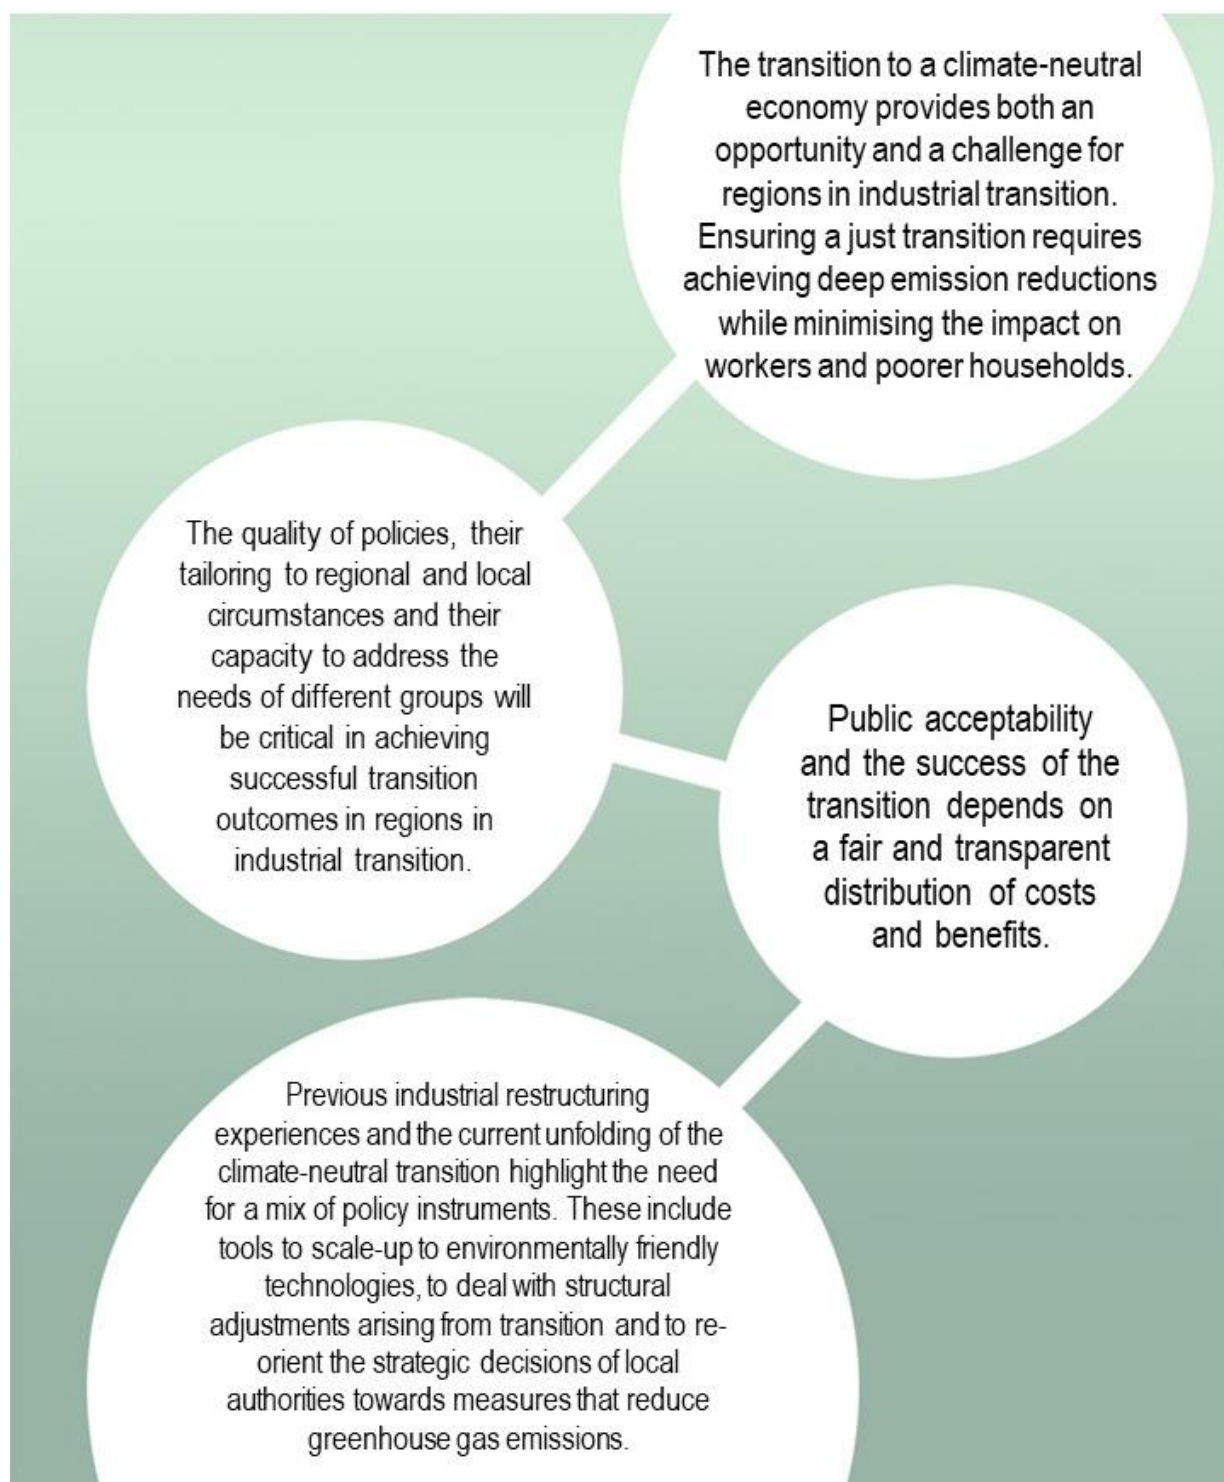 The transition to a climate-neutral
economy provides both an
opportunity and a challenge for
regions in industrial transition.
Ensuring a just transition requires
achieving deep emission reductions
while minimising the impact on
workers and poorer households.
The quality of policies, their
tailoring to regional and local
circumstances and their
capacity to address the
needs of different groups will
be critical in achieving
successful transition
outcomes in regions in
industrial transition.
Public acceptability
and the success of the
transition depends on
a fair and transparent
distribution of costs
and benefits.
Previous industrial restructuring
experiences and the current unfolding of the
climate-neutral transition highlight the need
for a mix of policy instruments. These include
tools to scale-up to environmentally friendly
technologies, to deal with structural
adjustments arising from transition and to re-
orient the strategic decisions of local
authorities towards measures that reduce
greenhouse gas emissions.